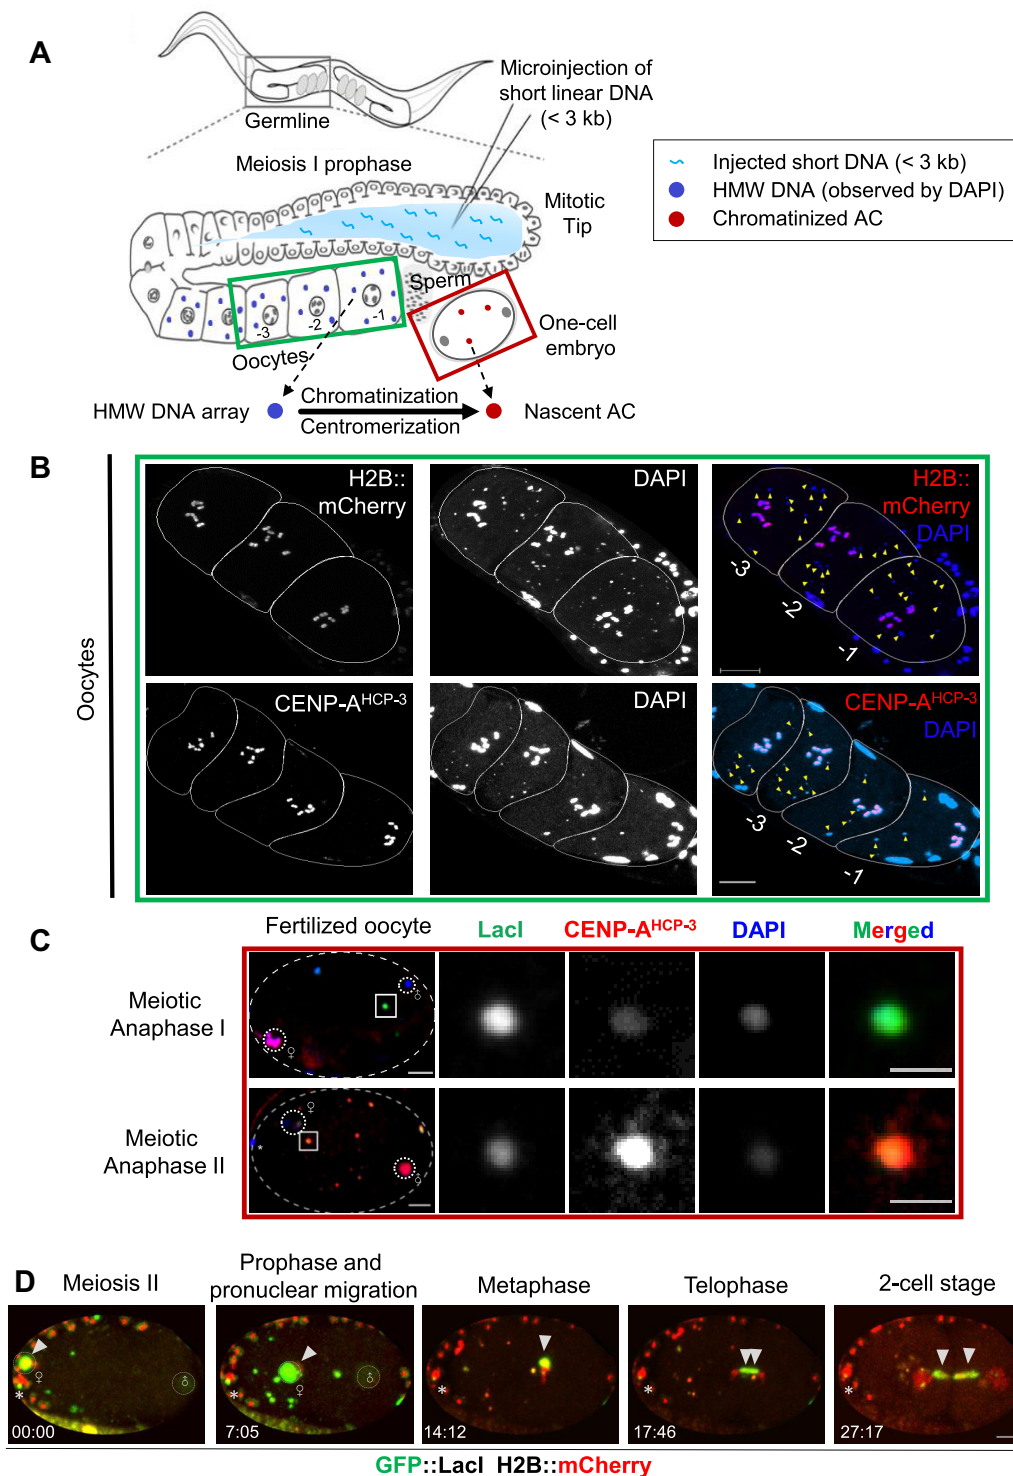 A
Microinjection of
short linear DNA
(< 3 kb)
Germline
Meiosis I prophase
Mitotic
Tip
Injected short DNA (< 3 kb)
HMW DNA (observed by DAPI)
Chromatinized AC
Sperm
-3
-2
-1
Oocytes
One-cell
embryo
HMW DNA array
Chromatinization
Centromerization
Nascent AC
B
Oocytes
H2B::
mCherry
DAPI
H2B::
mCherry
DAPI
-3
-2
-1
CENP-A^HCP-3
DAPI
CENP-A^HCP-3
DAPI
-3
-2
-1
C
Fertilized oocyte
LacI
CENP-A^HCP-3
DAPI
Merged
Meiotic
Anaphase I
♂
♀
Meiotic
Anaphase II
♀
*
♀
D
Meiosis II
Prophase and
pronuclear migration
Metaphase
Telophase
2-cell stage
♀
*
♂
00:00
♀
*
♂
7:05
*
14:12
*
17:46
*
27:17
GFP::LacI H2B::mCherry